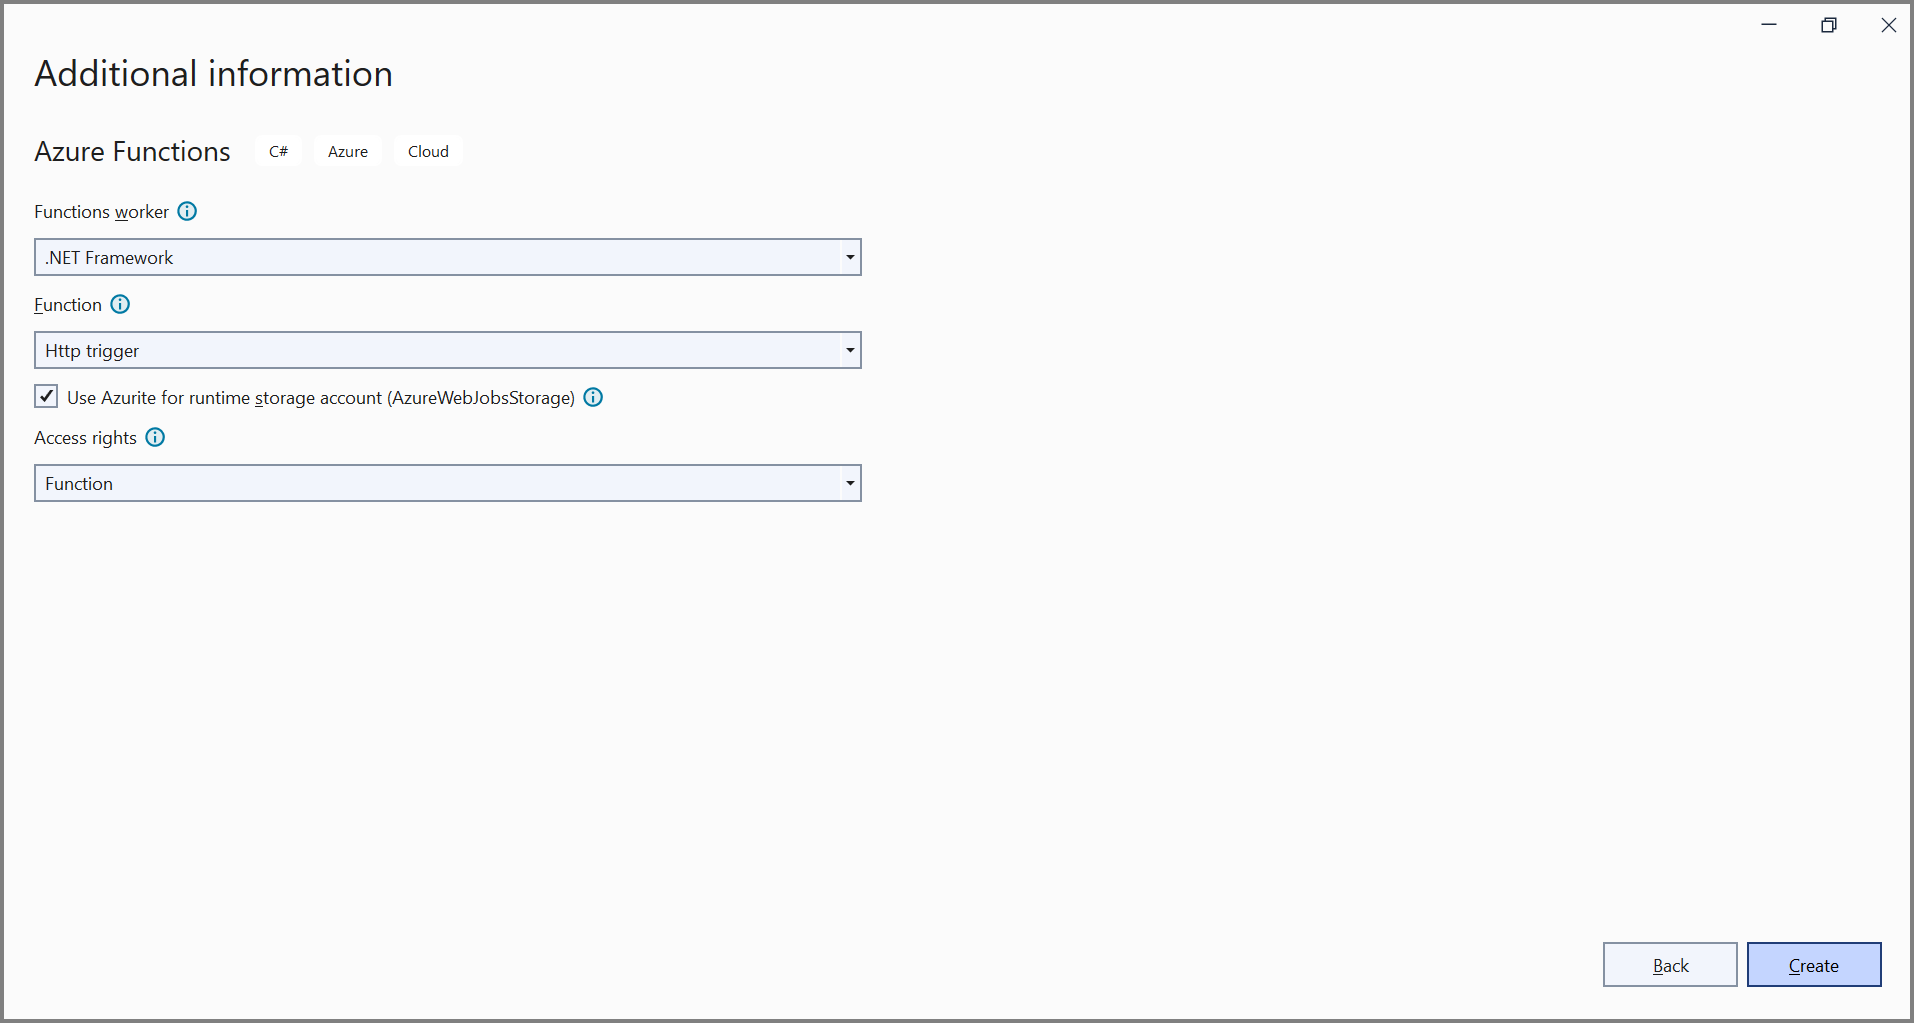 Additional information
Azure Functions C# Azure Cloud
Functions worker
.NET Framework
Function
Http trigger
Use Azurite for runtime storage account (AzureWebJobsStorage)
Access rights
Function
Back Create